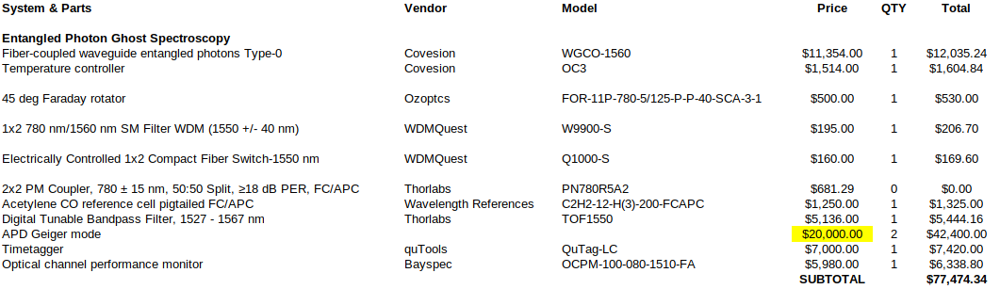 System & Parts Vendor Model Price QTY Total
Entangled Photon Ghost Spectroscopy
Fiber-coupled waveguide entangled photons Type-0 Covesion WGCO-1560 $11,354.00 1 $12,035.24
Temperature controller Covesion OC3 $1,514.00 1 $1,604.84
45 deg Faraday rotator Ozoptcs FOR-11P-780-5/125-P-P-40-SCA-3-1 $500.00 1 $530.00
1x2 780 nm/1560 nm SM Filter WDM (1550 +/- 40 nm) WDMQuest W9900-S $195.00 1 $206.70
Electrically Controlled 1x2 Compact Fiber Switch-1550 nm WDMQuest Q1000-S $160.00 1 $169.60
2x2 PM Coupler, 780 ± 15 nm, 50:50 Split, ≥18 dB PER, FC/APC Thorlabs PN780R5A2 $681.29 0 $0.00
Acetylene CO reference cell pigtailed FC/APC Wavelength References C2H2-12-H(3)-200-FCAPC $1,250.00 1 $1,325.00
Digital Tunable Bandpass Filter, 1527 - 1567 nm Thorlabs TOF1550 $5,136.00 1 $5,444.16
APD Geiger mode $20,000.00 2 $42,400.00
Timetagger quTools QuTag-LC $7,000.00 1 $7,420.00
Optical channel performance monitor Bayspec OCPM-100-080-1510-FA $5,980.00 1 $6,338.80
SUBTOTAL $77,474.34